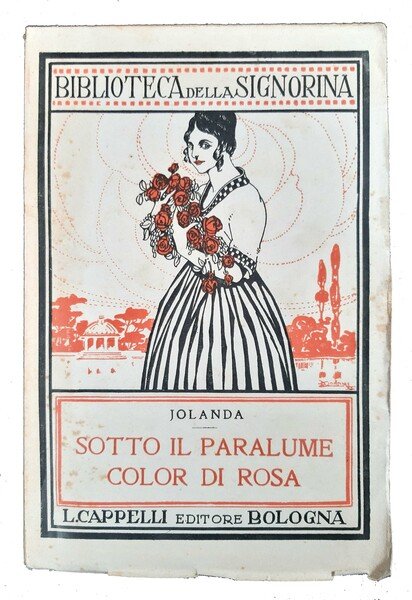 BIBLIOTECA DELLA SIGNORINA
JOLANDA
SOTTO IL PARALUME
COLOR DI ROSA
L. CAPPELLI EDITORE BOLOGNA